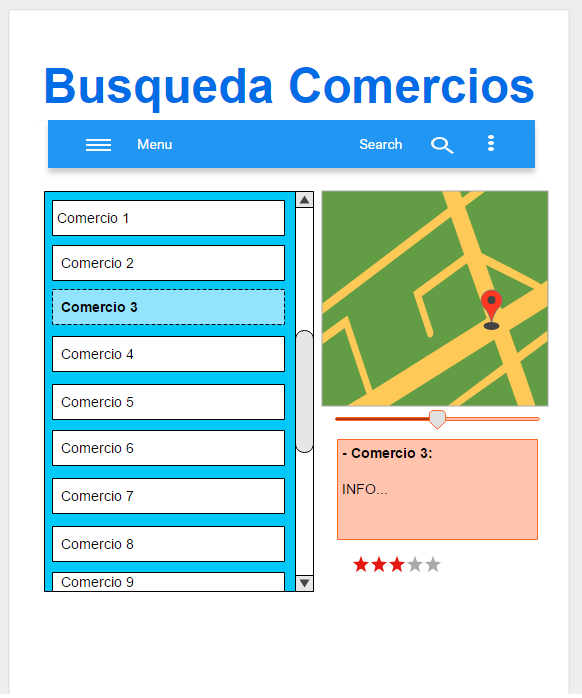 Busqueda Comercios
Menu Search
Comercio 1
Comercio 2
Comercio 3
Comercio 4
Comercio 5
Comercio 6
Comercio 7
Comercio 8
Comercio 9
- Comercio 3:
INFO...